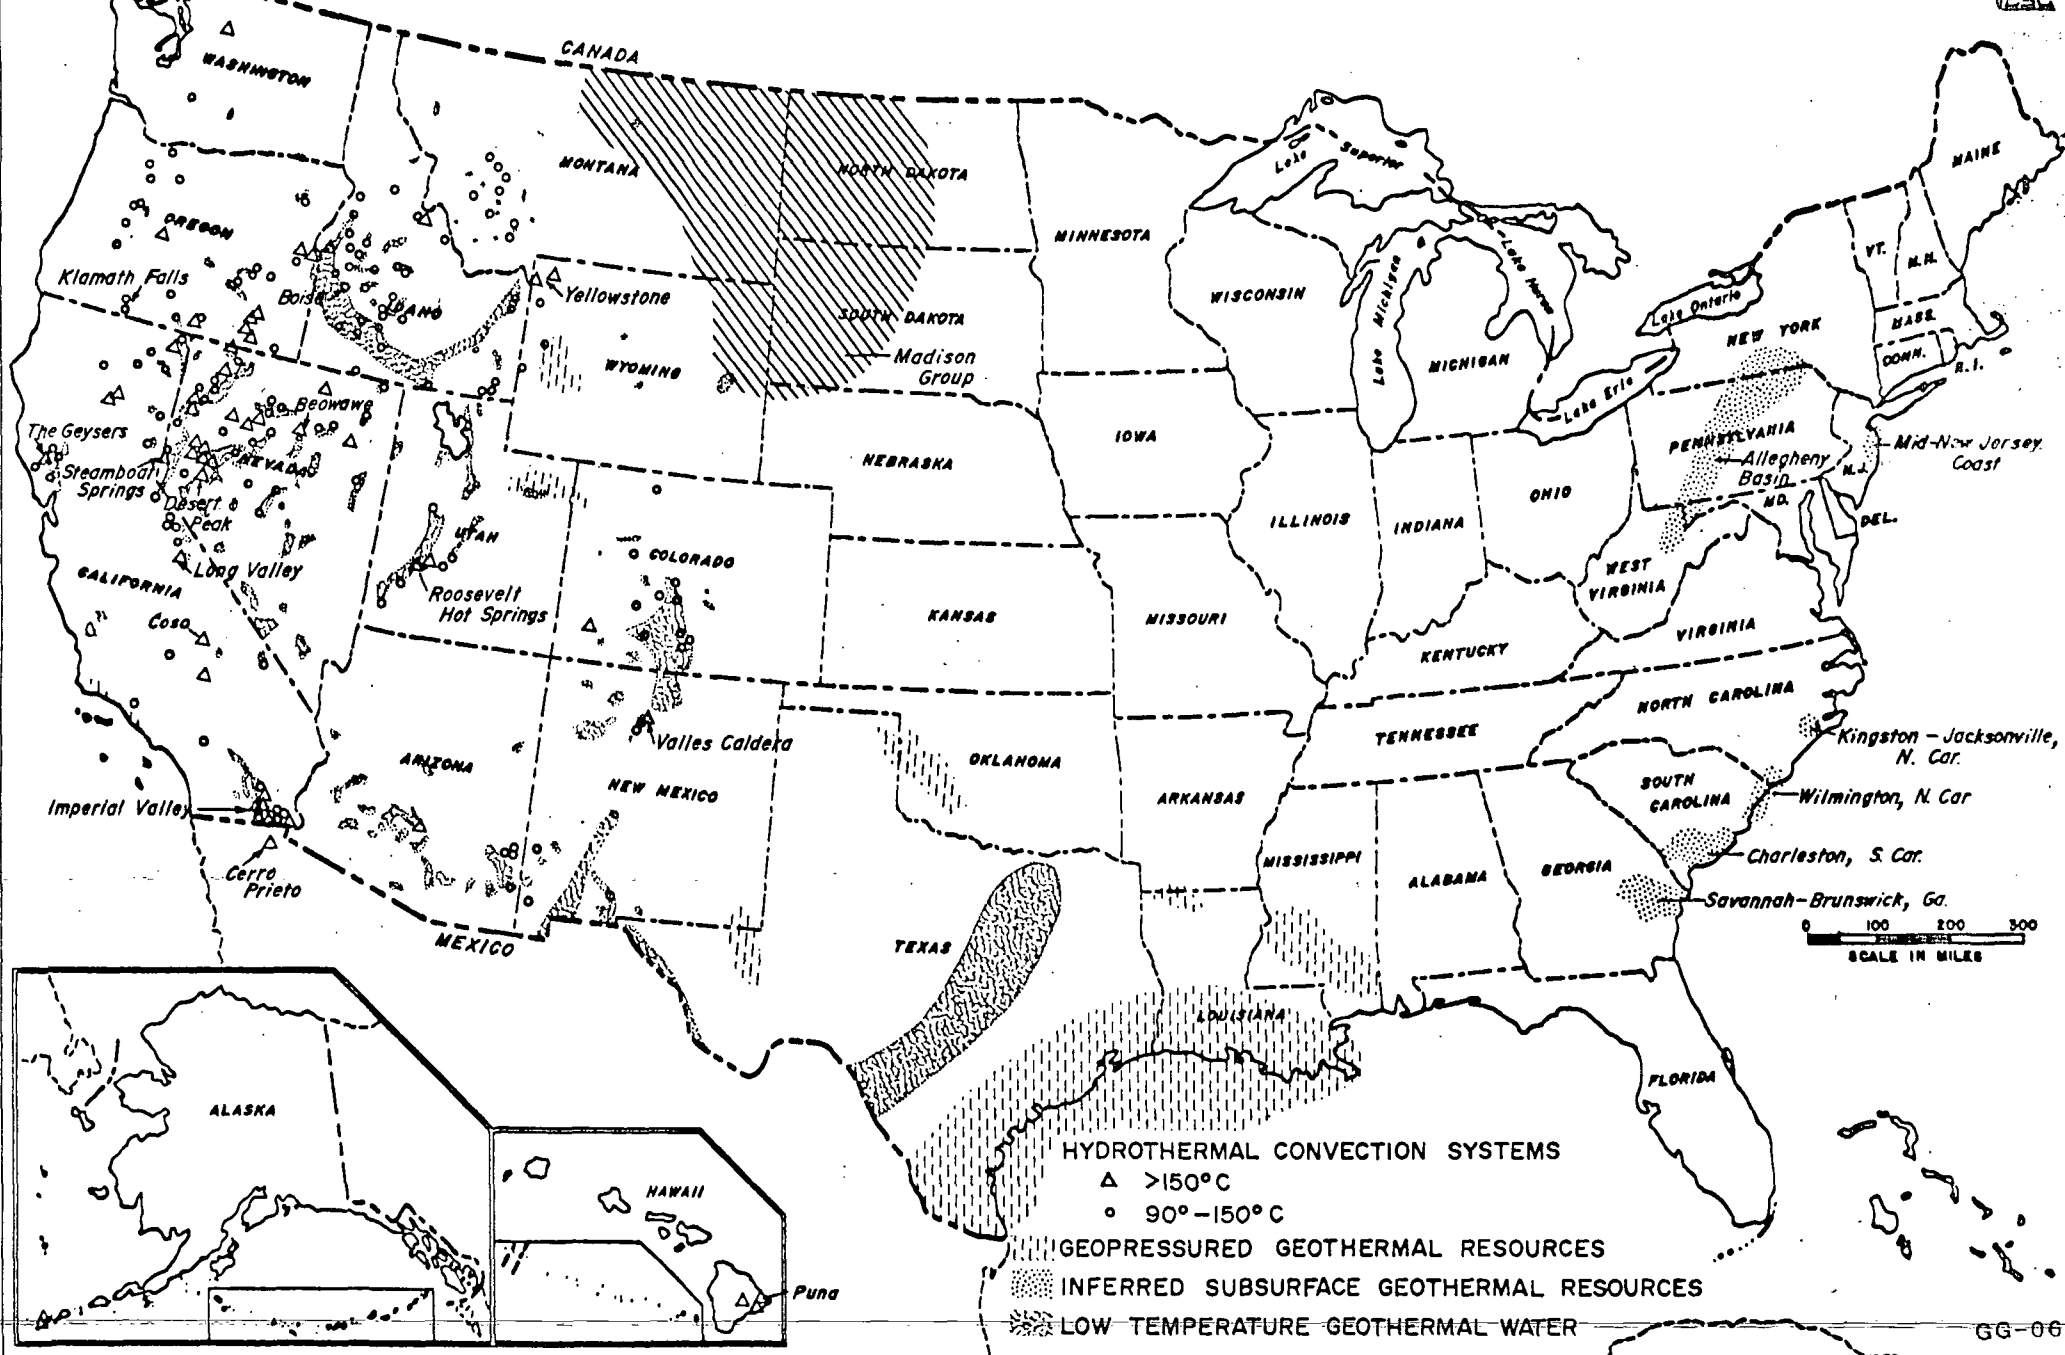 CANADA
WASHINGTON
MONTANA
NORTH DAKOTA
MINNESOTA
Lake Superior
MAINE
OREGON
Klamath Falls
Boise
IDAHO
Yellowstone
WYOMING
SOUTH DAKOTA
Madison
Group
WISCONSIN
Lake Michigan
Lake Huron
MICHIGAN
Lake Ontario
Lake Erie
NEW YORK
VT.
N.H.
MASS.
CONN.
R.I.
The Geysers
Beowawe
Steamboat
Springs
NEVADA
Desert
Peak
Long Valley
CALIFORNIA
Coso
UTAH
Roosevelt
Hot Springs
COLORADO
NEBRASKA
IOWA
ILLINOIS
INDIANA
OHIO
PENNSYLVANIA
Allegheny
Basin
N.J.
Mid-New Jersey
Coast
MD.
DEL.
WEST
VIRGINIA
VIRGINIA
KANSAS
MISSOURI
KENTUCKY
Imperial Valley
Cerro
Prieto
ARIZONA
Valles Caldera
NEW MEXICO
OKLAHOMA
ARKANSAS
TENNESSEE
NORTH CAROLINA
Kingston - Jacksonville,
N. Car.
SOUTH
CAROLINA
Wilmington, N. Car
Charleston, S. Car.
MISSISSIPPI
ALABAMA
GEORGIA
Savannah-Brunswick, Ga.
0 100 200 300
SCALE IN MILES
MEXICO
TEXAS
LOUISIANA
FLORIDA
ALASKA
HAWAII
Puna
HYDROTHERMAL CONVECTION SYSTEMS
>150°C
90°-150°C
GEOPRESSURED GEOTHERMAL RESOURCES
INFERRED SUBSURFACE GEOTHERMAL RESOURCES
LOW TEMPERATURE GEOTHERMAL WATER
GG-06